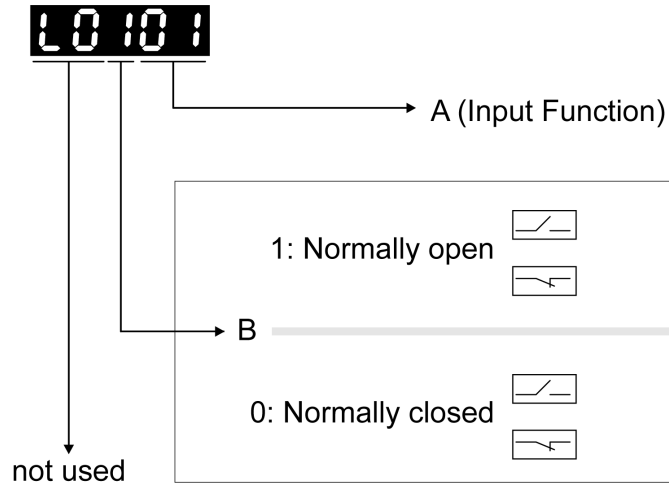 L0101
A (Input Function)
1: Normally open
B
0: Normally closed
not used